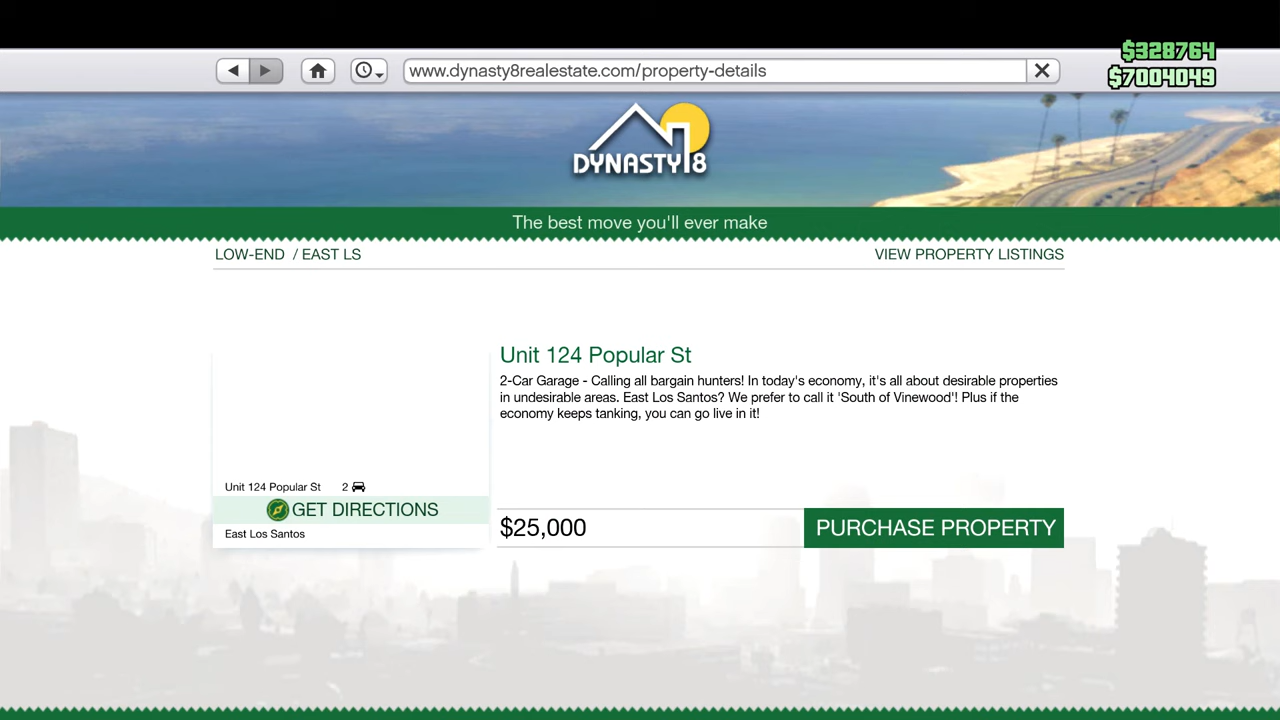 $328764
www.dynasty8realestate.com/property-details
$7004049
DYNASTY 8
The best move you'll ever make
LOW-END / EAST LS
VIEW PROPERTY LISTINGS
Unit 124 Popular St
2-Car Garage - Calling all bargain hunters! In today's economy, it's all about desirable properties
in undesirable areas. East Los Santos? We prefer to call it 'South of Vinewood'! Plus if the
economy keeps tanking, you can go live in it!
Unit 124 Popular St 2
GET DIRECTIONS
East Los Santos
$25,000
PURCHASE PROPERTY